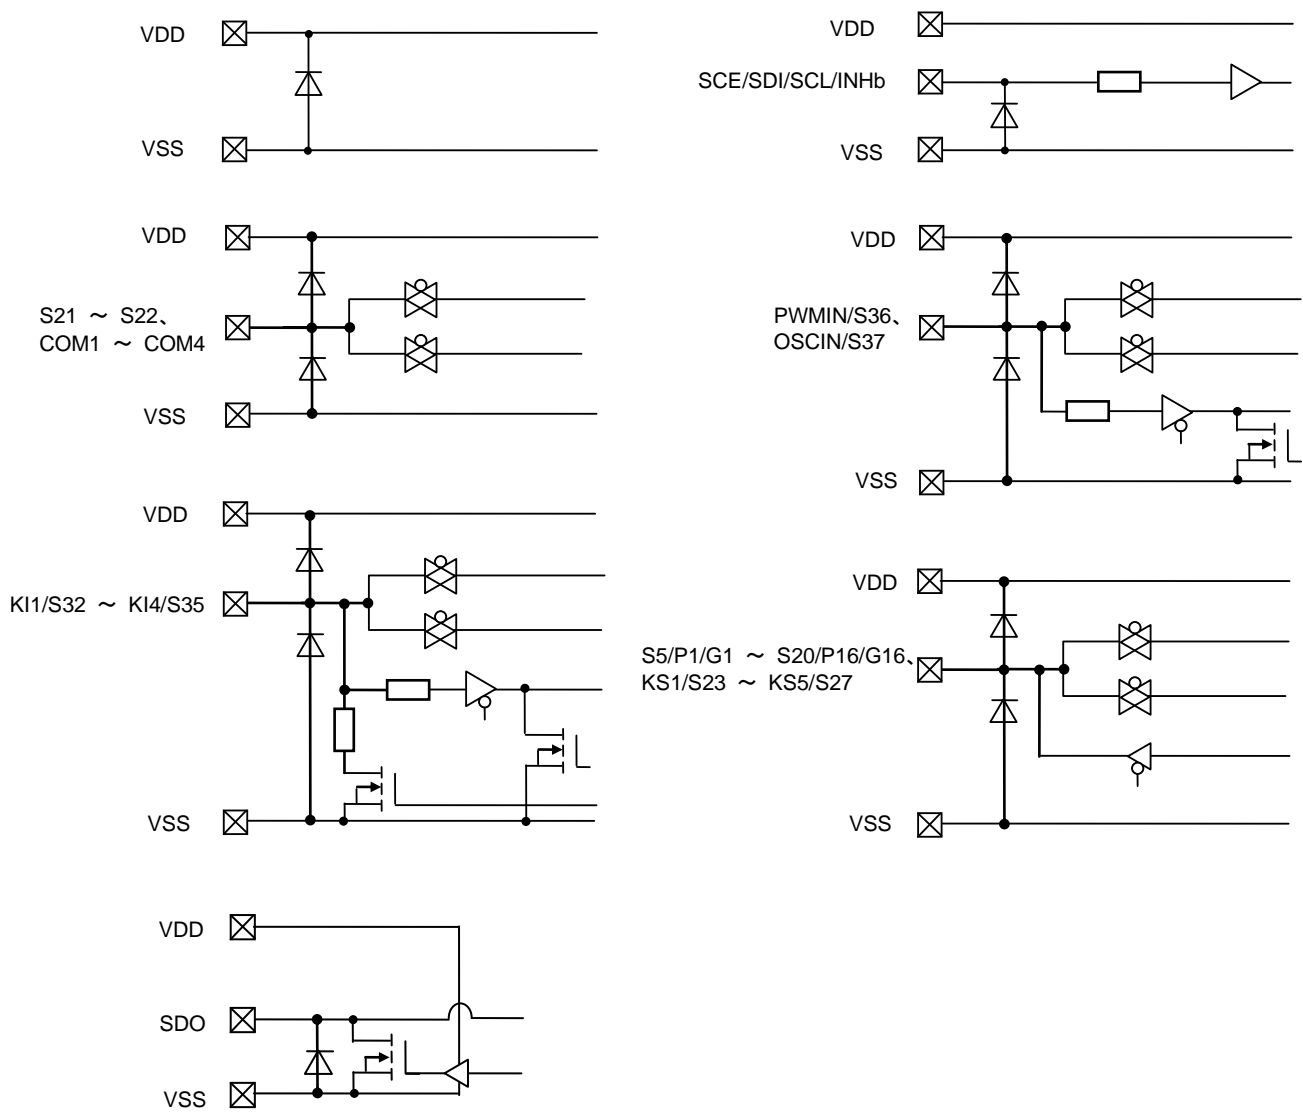 VDD
VSS
VDD
SCE/SDI/SCL/INHb
VSS
VDD
S21 ～ S22、
COM1 ～ COM4
VSS
VDD
PWMIN/S36、
OSCIN/S37
VSS
VDD
KI1/S32 ～ KI4/S35
VSS
VDD
S5/P1/G1 ～ S20/P16/G16、
KS1/S23 ～ KS5/S27
VSS
VDD
SDO
VSS